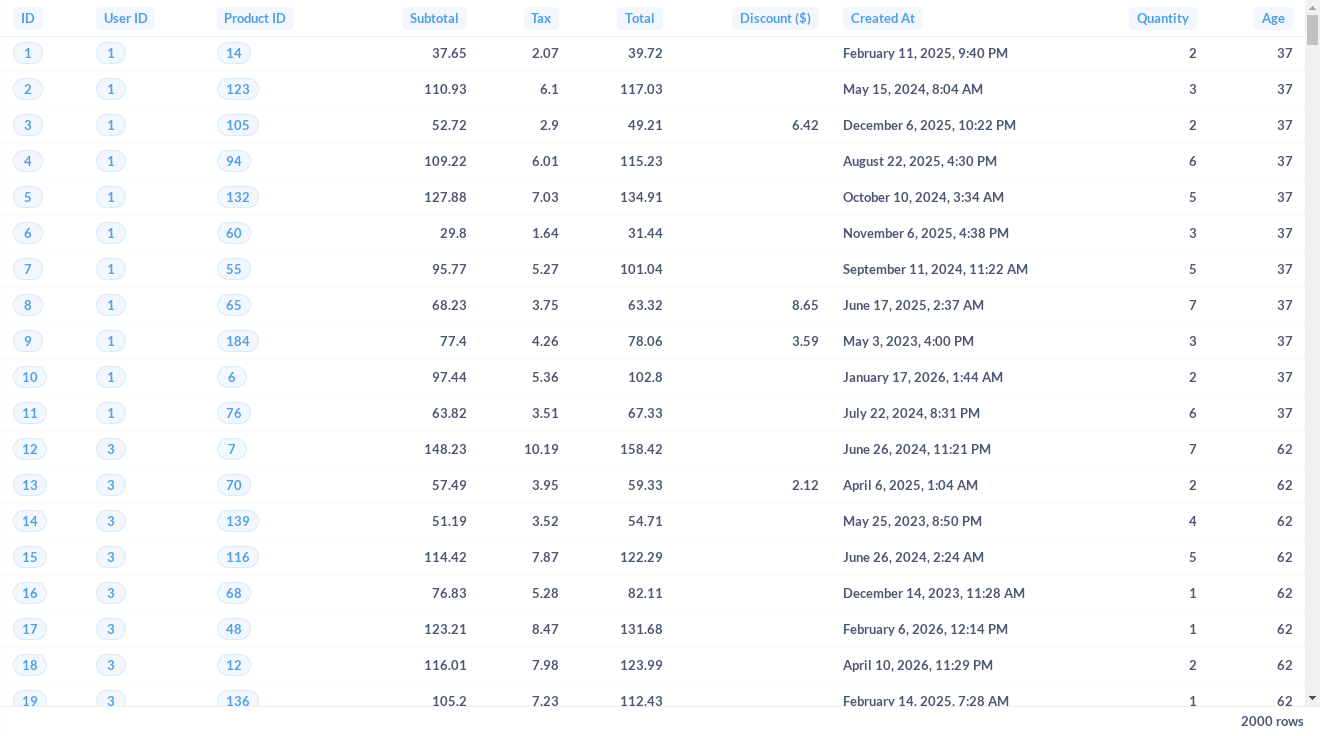 ID User ID Product ID Subtotal Tax Total Discount ($) Created At Quantity Age
1 1 14 37.65 2.07 39.72 February 11, 2025, 9:40 PM 2 37
2 1 123 110.93 6.1 117.03 May 15, 2024, 8:04 AM 3 37
3 1 105 52.72 2.9 49.21 6.42 December 6, 2025, 10:22 PM 2 37
4 1 94 109.22 6.01 115.23 August 22, 2025, 4:30 PM 6 37
5 1 132 127.88 7.03 134.91 October 10, 2024, 3:34 AM 5 37
6 1 60 29.8 1.64 31.44 November 6, 2025, 4:38 PM 3 37
7 1 55 95.77 5.27 101.04 September 11, 2024, 11:22 AM 5 37
8 1 65 68.23 3.75 63.32 8.65 June 17, 2025, 2:37 AM 7 37
9 1 184 77.4 4.26 78.06 3.59 May 3, 2023, 4:00 PM 3 37
10 1 6 97.44 5.36 102.8 January 17, 2026, 1:44 AM 2 37
11 1 76 63.82 3.51 67.33 July 22, 2024, 8:31 PM 6 37
12 3 7 148.23 10.19 158.42 June 26, 2024, 11:21 PM 7 62
13 3 70 57.49 3.95 59.33 2.12 April 6, 2025, 1:04 AM 2 62
14 3 139 51.19 3.52 54.71 May 25, 2023, 8:50 PM 4 62
15 3 116 114.42 7.87 122.29 June 26, 2024, 2:24 AM 5 62
16 3 68 76.83 5.28 82.11 December 14, 2023, 11:28 AM 1 62
17 3 48 123.21 8.47 131.68 February 6, 2026, 12:14 PM 1 62
18 3 12 116.01 7.98 123.99 April 10, 2026, 11:29 PM 2 62
19 3 136 105.2 7.23 112.43 February 14, 2025, 7:28 AM 1 62
2000 rows